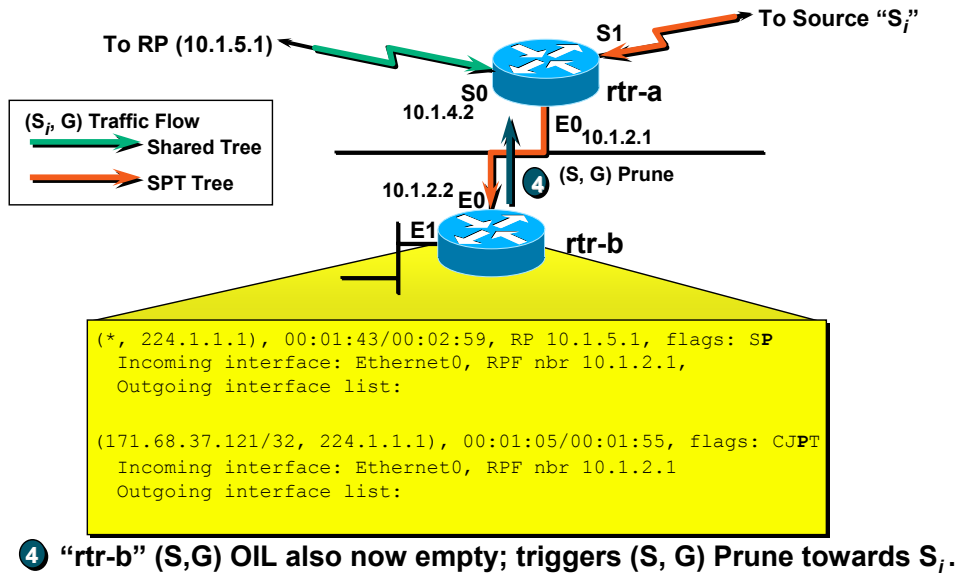 To Source “Si”
To RP (10.1.5.1)
S1
S0
rtr-a
10.1.4.2
E0
10.1.2.1
(Si, G) Traffic Flow
Shared Tree
SPT Tree
4
(S, G) Prune
10.1.2.2
E0
E1
rtr-b
(*, 224.1.1.1), 00:01:43/00:02:59, RP 10.1.5.1, flags: SP
Incoming interface: Ethernet0, RPF nbr 10.1.2.1,
Outgoing interface list:
(171.68.37.121/32, 224.1.1.1), 00:01:05/00:01:55, flags: CJPT
Incoming interface: Ethernet0, RPF nbr 10.1.2.1
Outgoing interface list:
4 “rtr-b” (S,G) OIL also now empty; triggers (S, G) Prune towards Si.